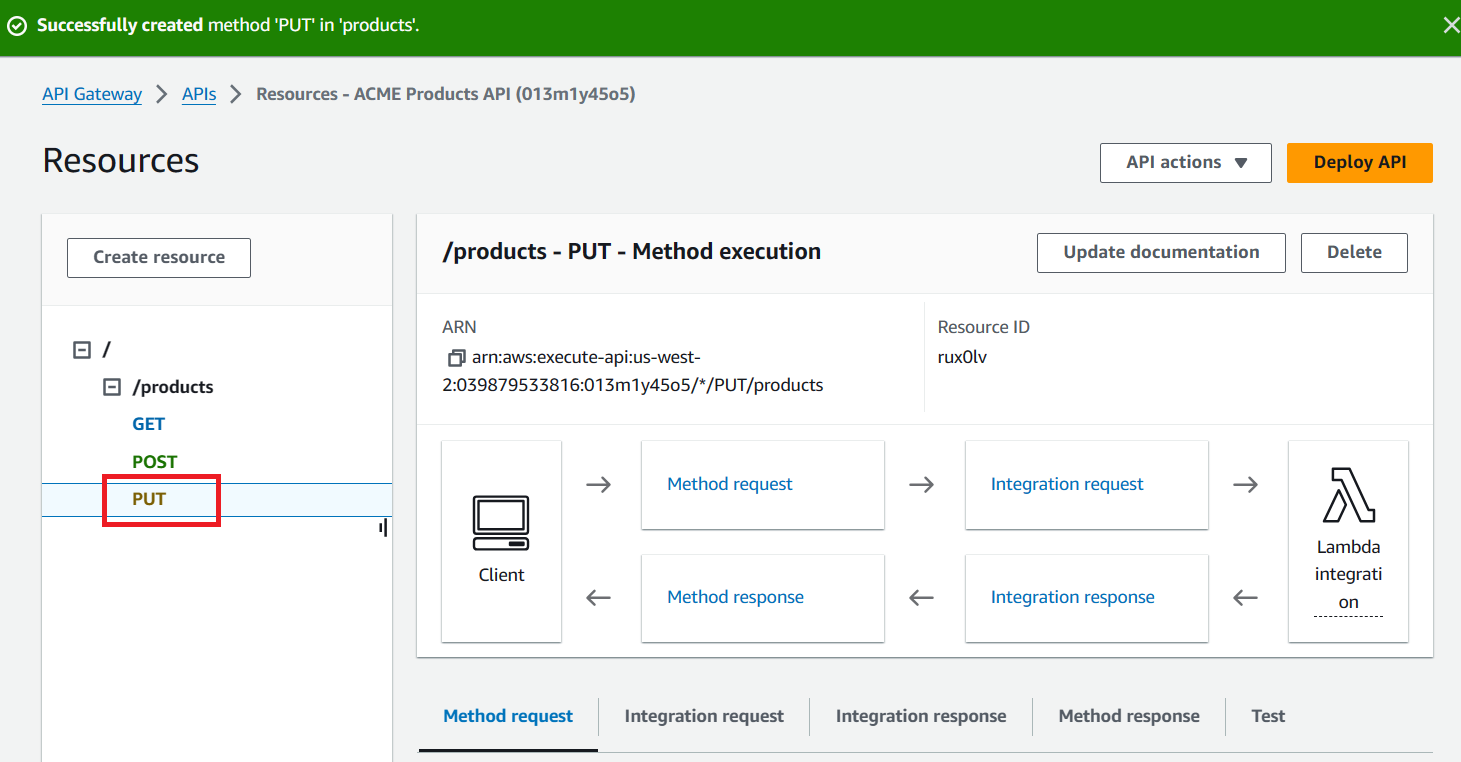 Successfully created method 'PUT' in 'products'.
API Gateway > APIs > Resources - ACME Products API (013m1y45o5)
Resources
API actions
Deploy API
Create resource
/
/products
GET
POST
PUT
/products - PUT - Method execution
Update documentation
Delete
ARN
arn:aws:execute-api:us-west-
2:039879533816:013m1y45o5/*/PUT/products
Resource ID
rux0lv
Client
Method request
Integration request
Method response
Integration response
Lambda
integrati
on
Method request
Integration request
Integration response
Method response
Test